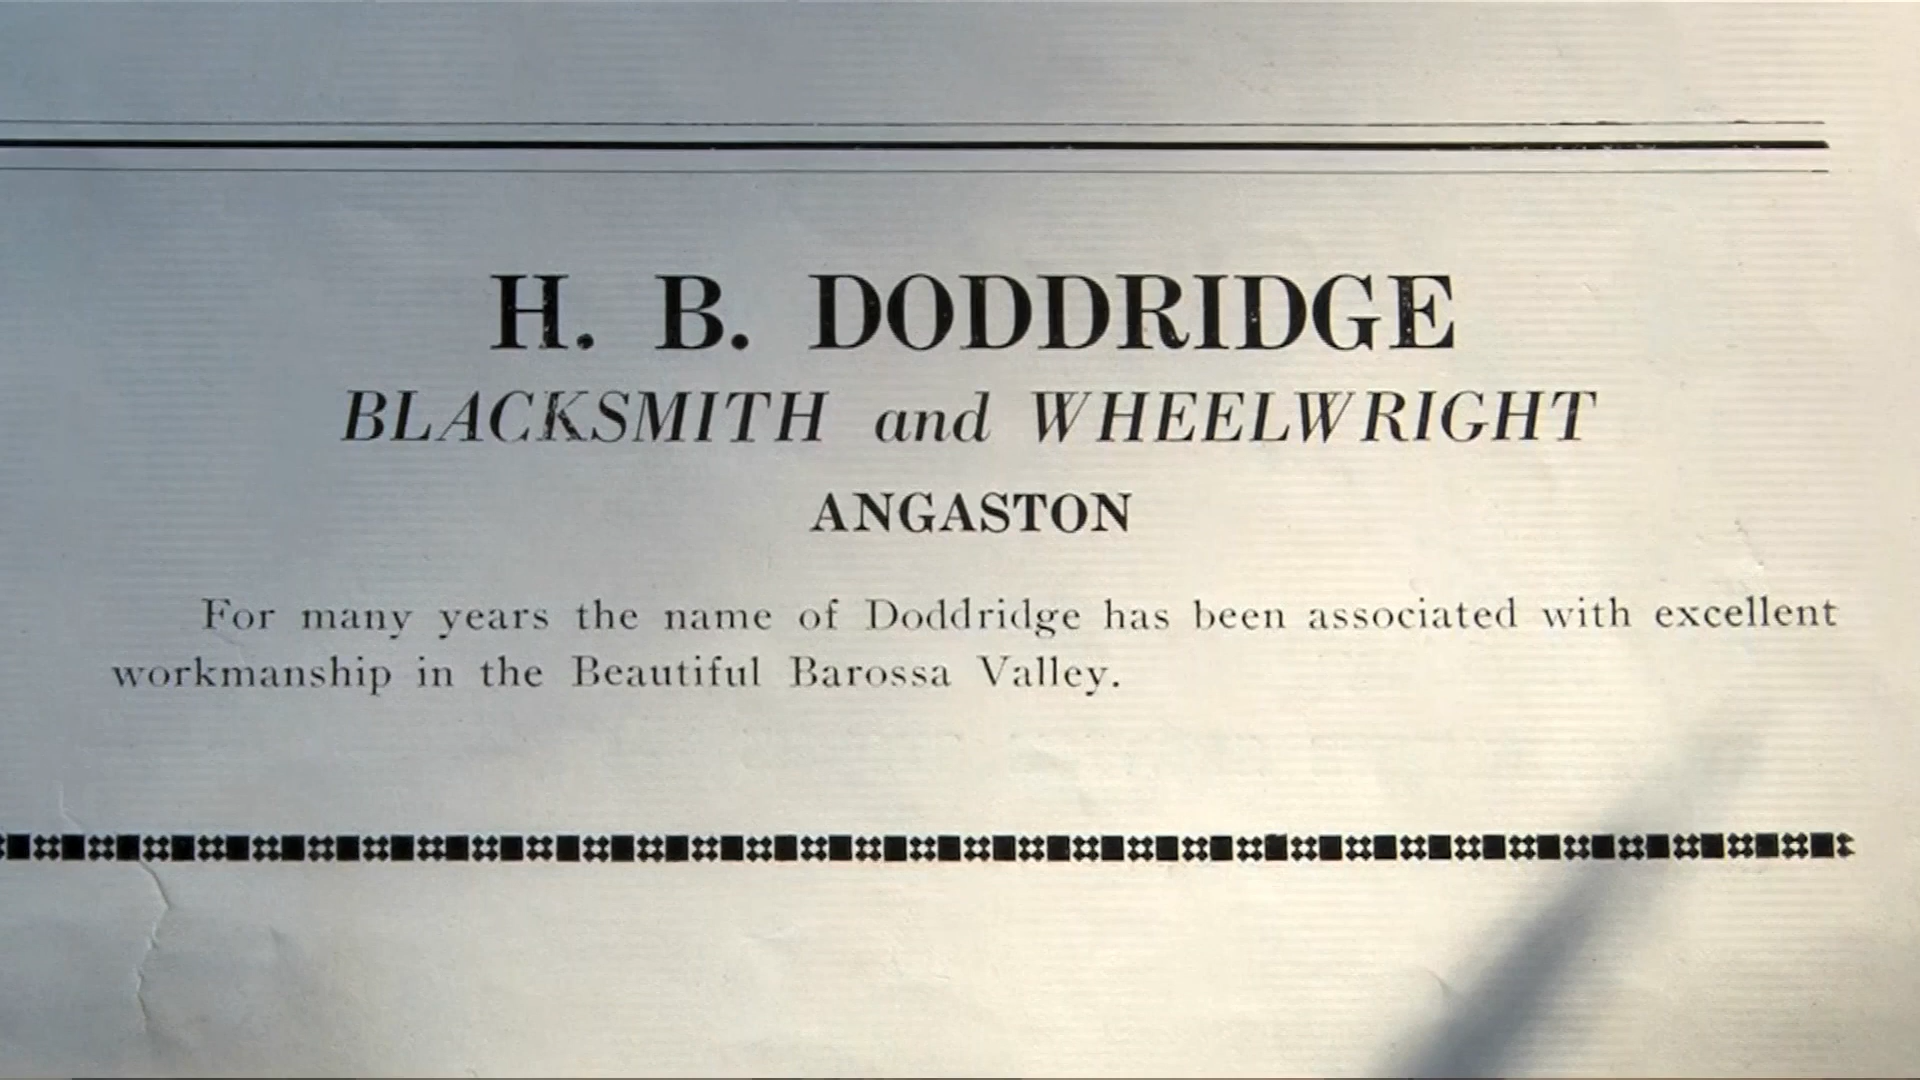 H. B. DODDRIDGE
BLACKSMITH and WHEELWRIGHT
ANGASTON
For many years the name of Doddridge has been associated with excellent
workmanship in the Beautiful Barossa Valley.